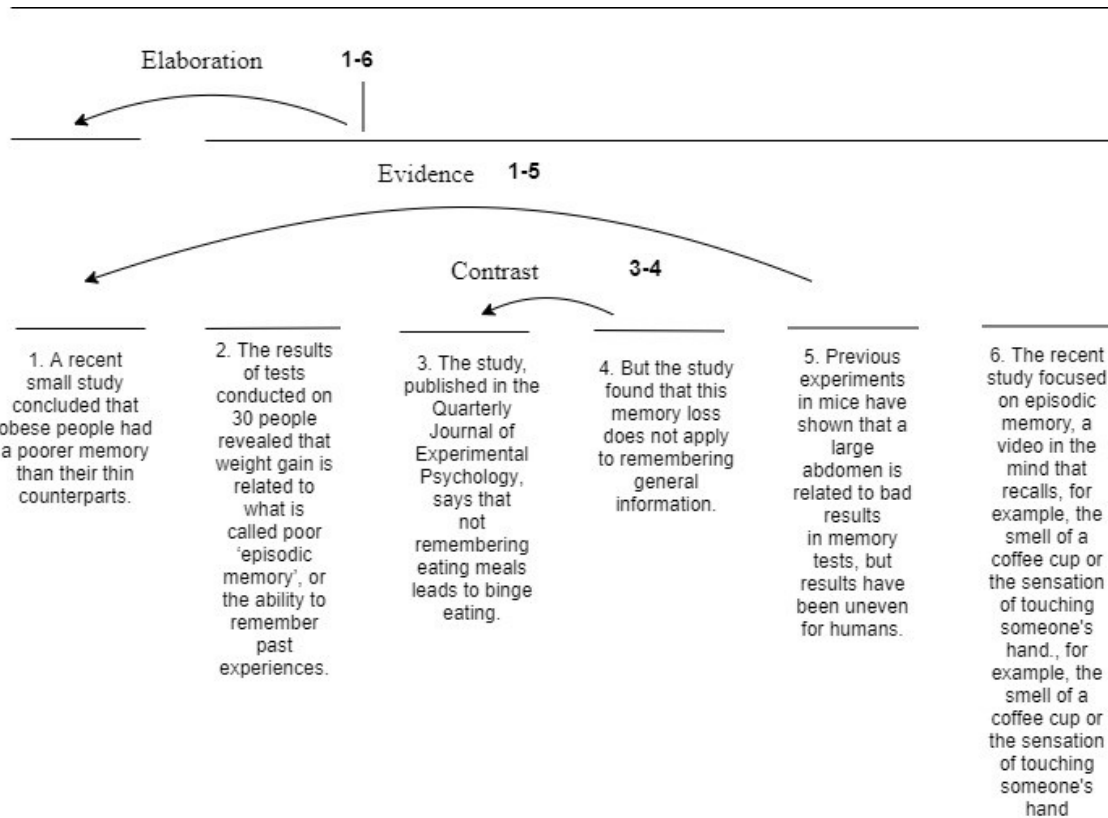 Elaboration 1-6
Evidence 1-5
Contrast 3-4
1. A recent
small study
concluded that
obese people had
a poorer memory
than their thin
counterparts.
2. The results
of tests
conducted on
30 people
revealed that
weight gain is
related to
what is
called poor
‘episodic
memory’, or
the ability to
remember
past
experiences.
3. The study,
published in the
Quarterly
Journal of
Experimental
Psychology,
says that
not
remembering
eating meals
leads to binge
eating.
4. But the study
found that this
memory loss
does not apply
to remembering
general
information.
5. Previous
experiments
in mice have
shown that a
large
abdomen is
related to bad
results
in memory
tests, but
results have
been uneven
for humans.
6. The recent
study focused
on episodic
memory, a
video in the
mind that
recalls, for
example, the
smell of a
coffee cup or
the sensation
of touching
someone's
hand., for
example, the
smell of a
coffee cup or
the sensation
of touching
someone's
hand